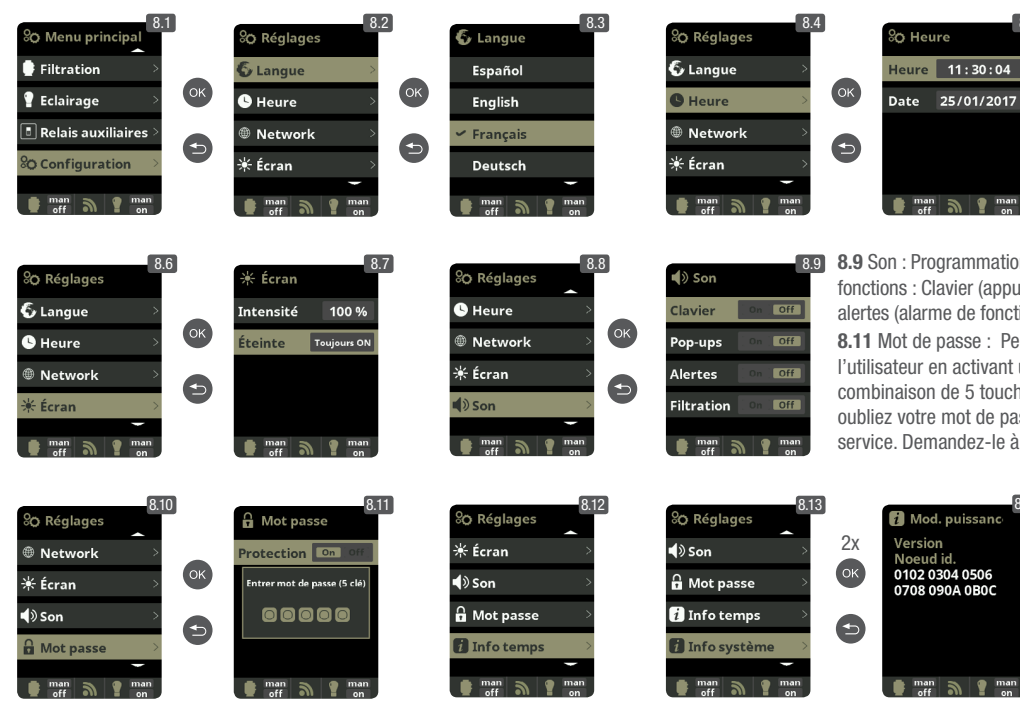 8.1
Menu principal
Filtration
Eclairage
Relais auxiliaires
Configuration
man off
man on
OK
8.2
Réglages
Langue
Heure
Network
Écran
man off
man on
OK
8.3
Langue
Español
English
Français
Deutsch
man off
man on
8.4
Réglages
Langue
Heure
Network
Écran
man off
man on
OK
Heure
Heure 11 : 30 : 04
Date 25 / 01 / 2017
man off
man on
8.6
Réglages
Langue
Heure
Network
Écran
man off
man on
OK
8.7
Écran
Intensité 100 %
Éteinte Toujours ON
man off
man on
8.8
Réglages
Heure
Network
Écran
Son
man off
man on
OK
8.9
Son
Clavier On Off
Pop-ups On Off
Alertes On Off
Filtration On Off
man off
man on
8.9 Son : Programmation
fonctions : Clavier (appu
alertes (alarme de foncti
8.11 Mot de passe : Pe
l’utilisateur en activant u
combinaison de 5 touch
oubliez votre mot de pas
service. Demandez-le à
8.10
Réglages
Network
Écran
Son
Mot passe
man off
man on
OK
8.11
Mot passe
Protection On Off
Entrer mot de passe (5 clé)
man off
man on
8.12
Réglages
Écran
Son
Mot passe
Info temps
man off
man on
8.13
Réglages
Son
Mot passe
Info temps
Info système
man off
man on
2x
OK
Mod. puissanc
Version
Noeud id.
0102 0304 0506
0708 090A 0B0C
man off
man on